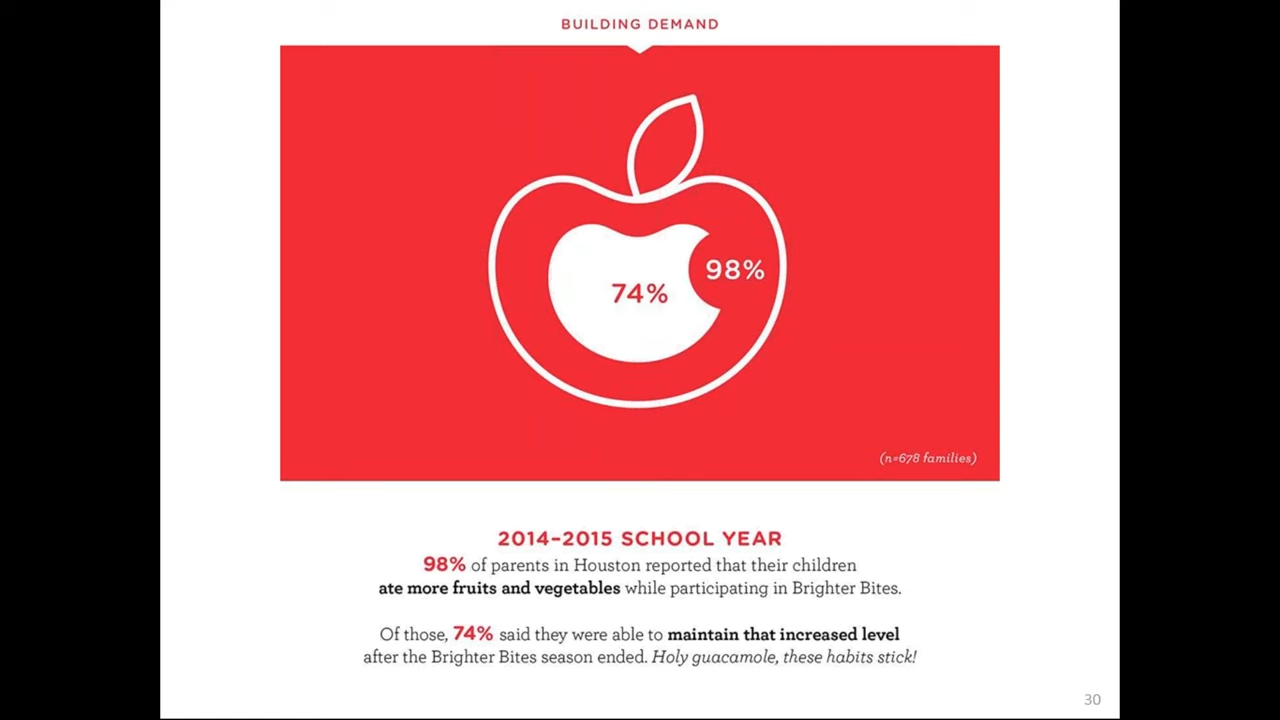 BUILDING DEMAND
98%
74%
(n=678 families)
2014–2015 SCHOOL YEAR
98% of parents in Houston reported that their children
ate more fruits and vegetables while participating in Brighter Bites.
Of those, 74% said they were able to maintain that increased level
after the Brighter Bites season ended. Holy guacamole, these habits stick!
30